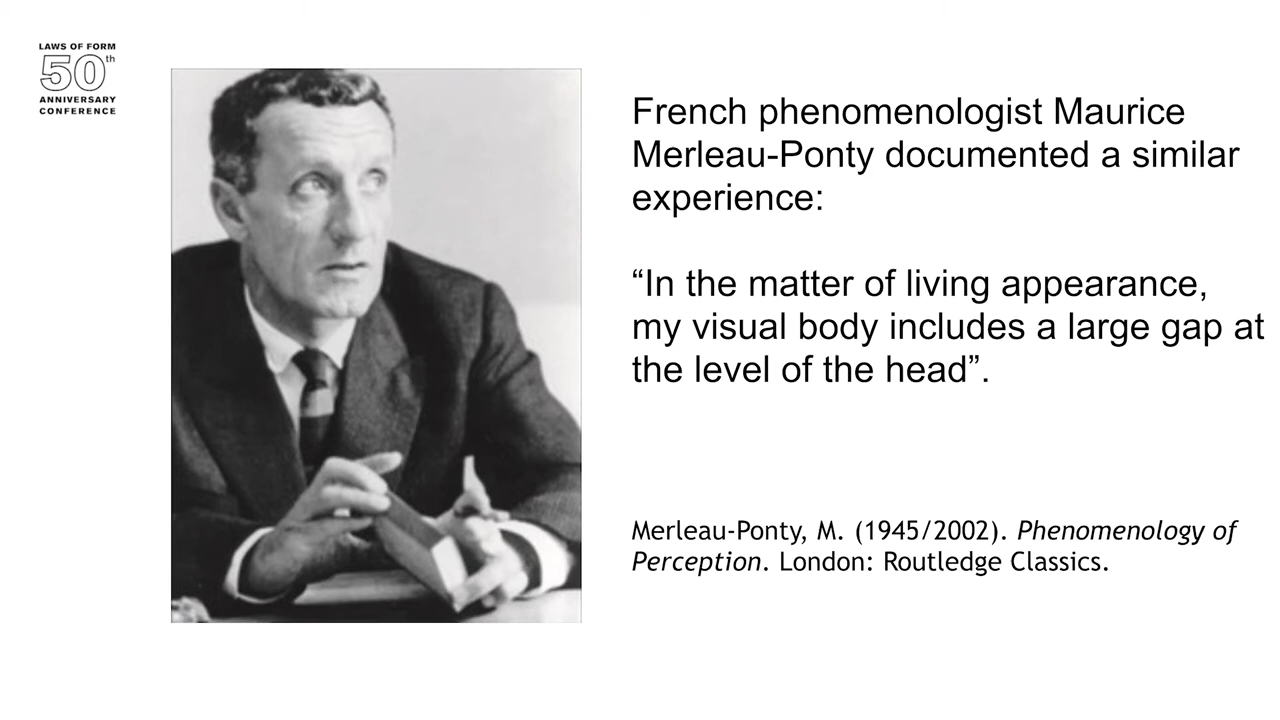 LAWS OF FORM
50th
ANNIVERSARY
CONFERENCE
French phenomenologist Maurice
Merleau-Ponty documented a similar
experience:
“In the matter of living appearance,
my visual body includes a large gap at
the level of the head”.
Merleau-Ponty, M. (1945/2002). Phenomenology of
Perception. London: Routledge Classics.